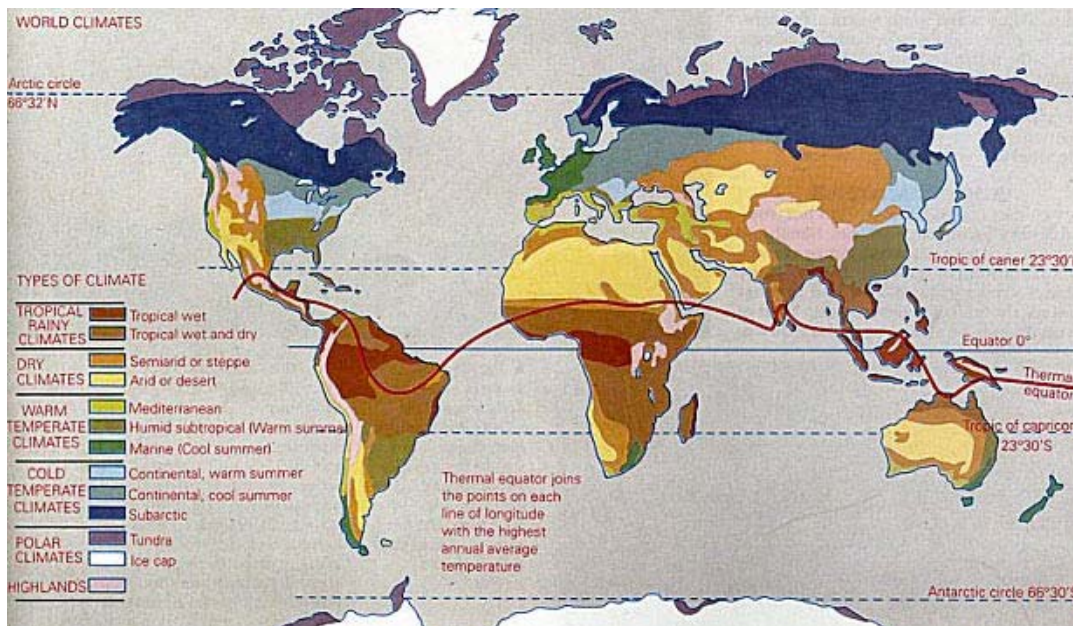 WORLD CLIMATES
Arctic circle
66°32'N
Tropic of caner 23°30'
TYPES OF CLIMATE
TROPICAL
RAINY
CLIMATES
Tropical wet
Tropical wet and dry
DRY
CLIMATES
Semiarid or steppe
Arid or desert
WARM
TEMPERATE
CLIMATES
Mediterranean
Humid subtropical (Warm summer)
Marine (Cool summer)
COLD
TEMPERATE
CLIMATES
Continental, warm summer
Continental, cool summer
Subarctic
POLAR
CLIMATES
Tundra
Ice cap
HIGHLANDS
Equator 0°
Thermal
equator
Tropic of capricor
23°30'S
Thermal equator joins
the points on each
line of longitude
with the highest
annual average
temperature
Antarctic circle 66°30'S